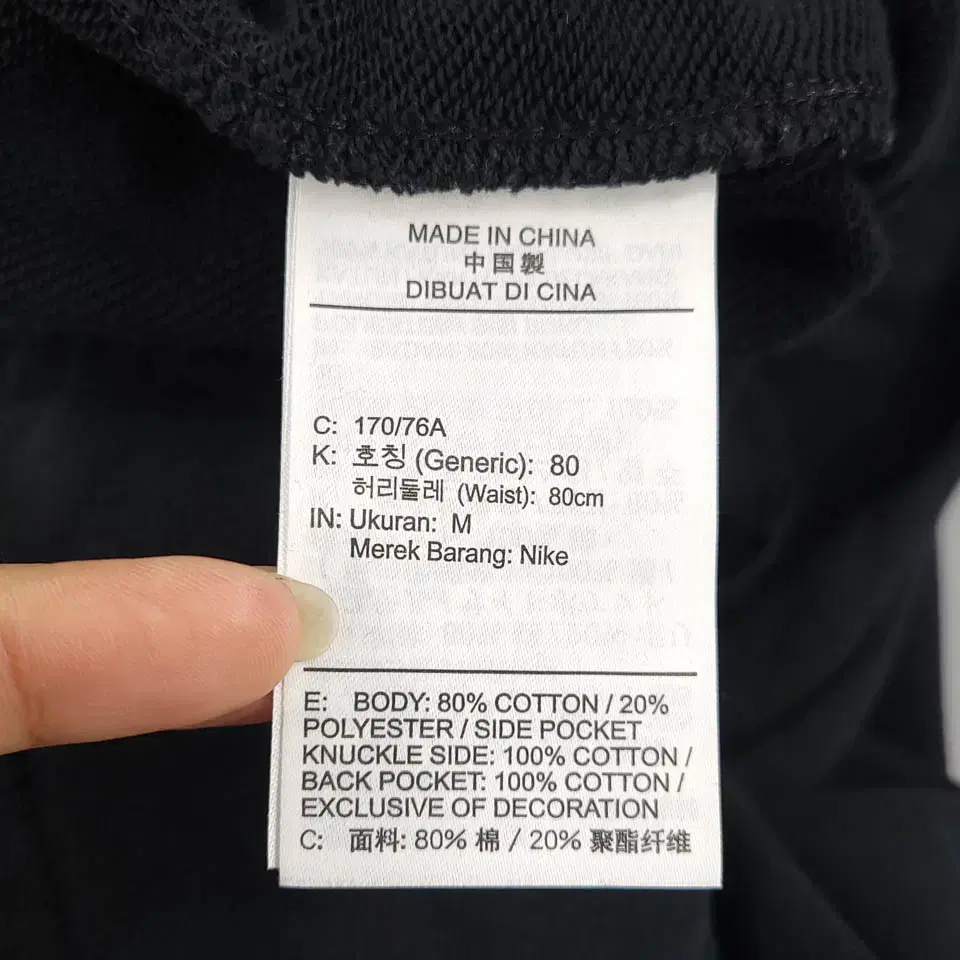 MADE IN CHINA
中国製
DIBUAT DI CINA
C: 170/76A
K: 호칭 (Generic): 80
허리둘레 (Waist): 80cm
IN: Ukuran: M
Merek Barang: Nike
E: BODY: 80% COTTON / 20%
POLYESTER / SIDE POCKET
KNUCKLE SIDE: 100% COTTON /
BACK POCKET: 100% COTTON /
EXCLUSIVE OF DECORATION
C: 面料: 80% 棉 / 20% 聚酯纤维